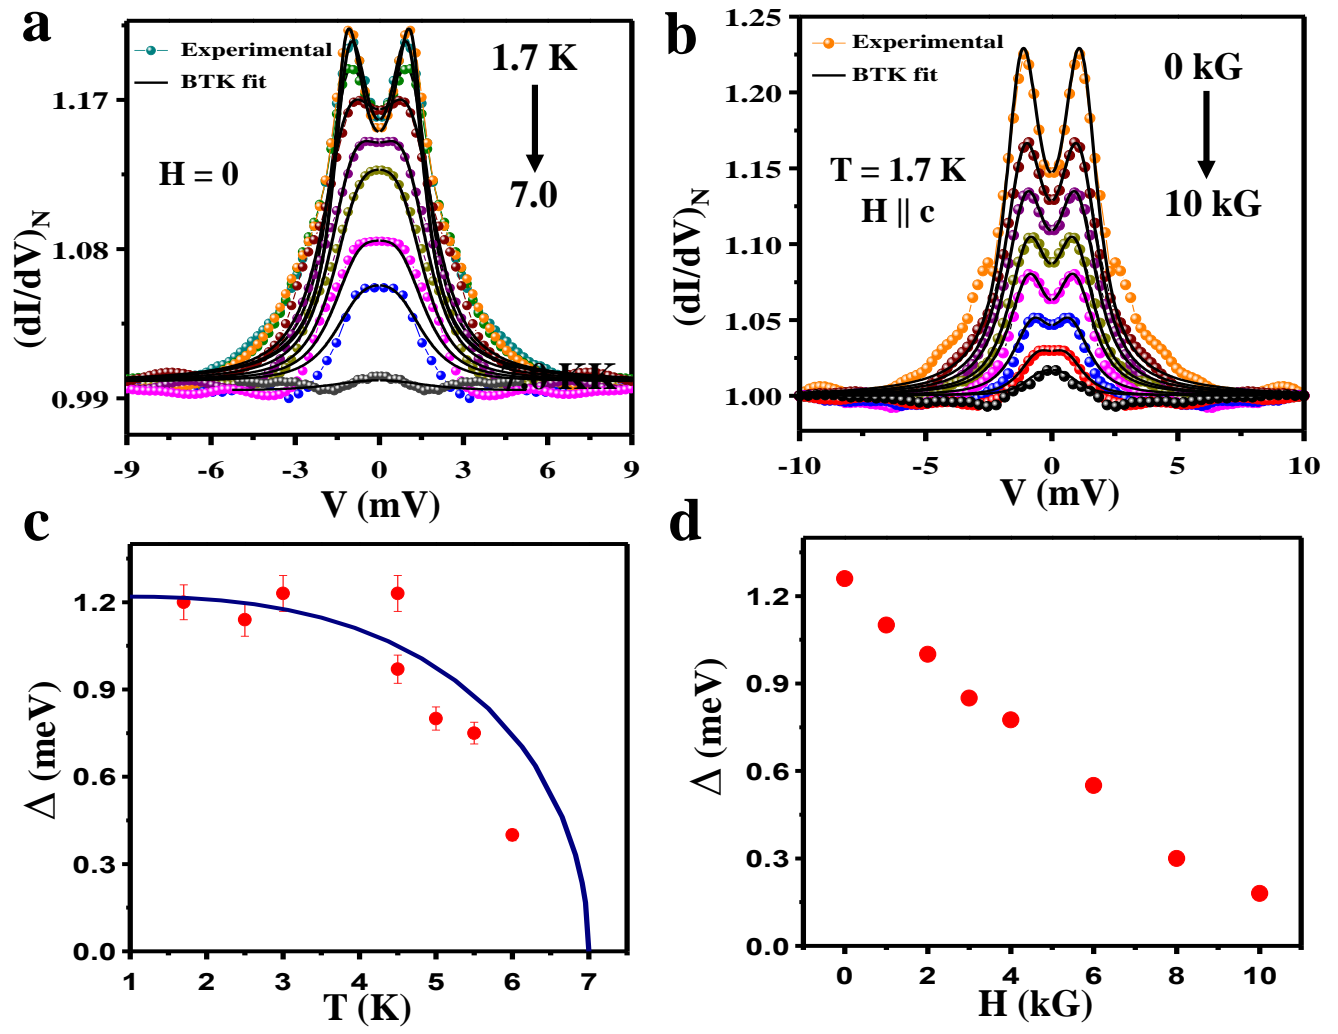 a
Experimental
BTK fit
1.7 K
7.0
H = 0
7.0 KK
((dI/dV)N
1.17
1.08
0.99
-9 -6 -3 0 3 6 9
V (mV)
b
Experimental
BTK fit
0 kG
10 kG
T = 1.7 K
H || c
((dI/dV)N
1.25
1.20
1.15
1.10
1.05
1.00
-10 -5 0 5 10
V (mV)
c
Δ (meV)
1.2
0.9
0.6
0.3
0.0
1 2 3 4 5 6 7
T (K)
d
Δ (meV)
1.2
0.9
0.6
0.3
0.0
0 2 4 6 8 10
H (kG)